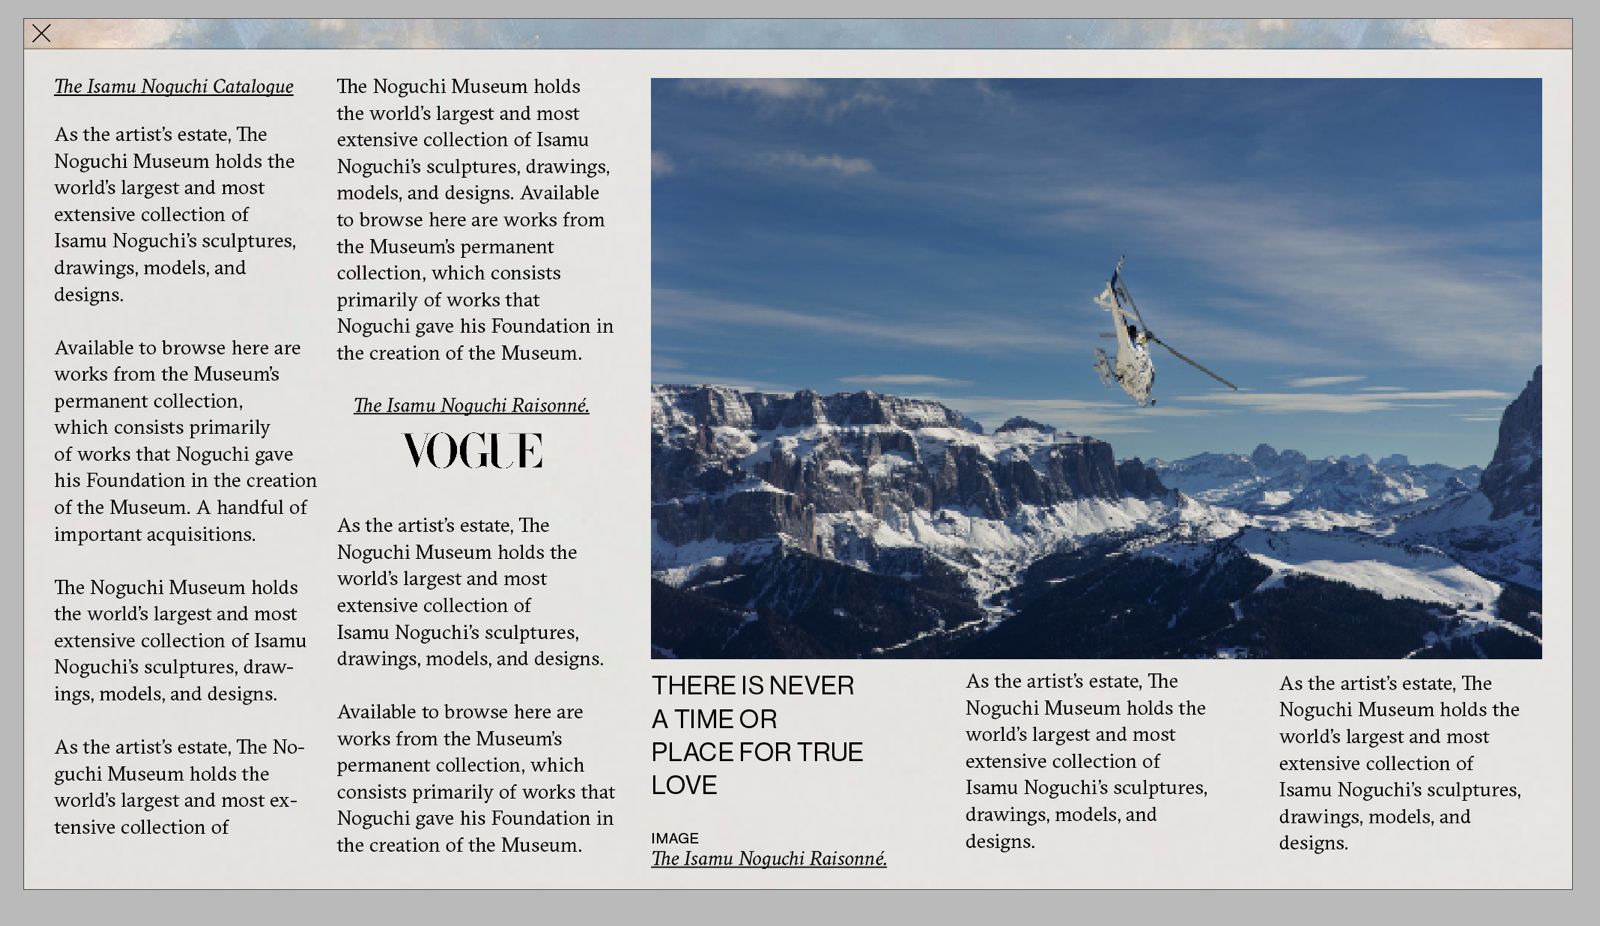 The Isamu Noguchi Catalogue
As the artist’s estate, The
Noguchi Museum holds the
world’s largest and most
extensive collection of
Isamu Noguchi’s sculptures,
drawings, models, and
designs.
Available to browse here are
works from the Museum’s
permanent collection,
which consists primarily
of works that Noguchi gave
his Foundation in the creation
of the Museum. A handful of
important acquisitions.
The Noguchi Museum holds
the world’s largest and most
extensive collection of Isamu
Noguchi’s sculptures, draw-
ings, models, and designs.
As the artist’s estate, The No-
guchi Museum holds the
world’s largest and most ex-
tensive collection of
The Noguchi Museum holds
the world’s largest and most
extensive collection of Isamu
Noguchi’s sculptures, drawings,
models, and designs. Available
to browse here are works from
the Museum’s permanent
collection, which consists
primarily of works that
Noguchi gave his Foundation in
the creation of the Museum.
The Isamu Noguchi Raisonné.
VOGUE
As the artist’s estate, The
Noguchi Museum holds the
world’s largest and most
extensive collection of
Isamu Noguchi’s sculptures,
drawings, models, and designs.
Available to browse here are
works from the Museum’s
permanent collection, which
consists primarily of works that
Noguchi gave his Foundation in
the creation of the Museum.
THERE IS NEVER
A TIME OR
PLACE FOR TRUE
LOVE
IMAGE
The Isamu Noguchi Raisonné.
As the artist’s estate, The
Noguchi Museum holds the
world’s largest and most
extensive collection of
Isamu Noguchi’s sculptures,
drawings, models, and
designs.
As the artist’s estate, The
Noguchi Museum holds the
world’s largest and most
extensive collection of
Isamu Noguchi’s sculptures,
drawings, models, and
designs.